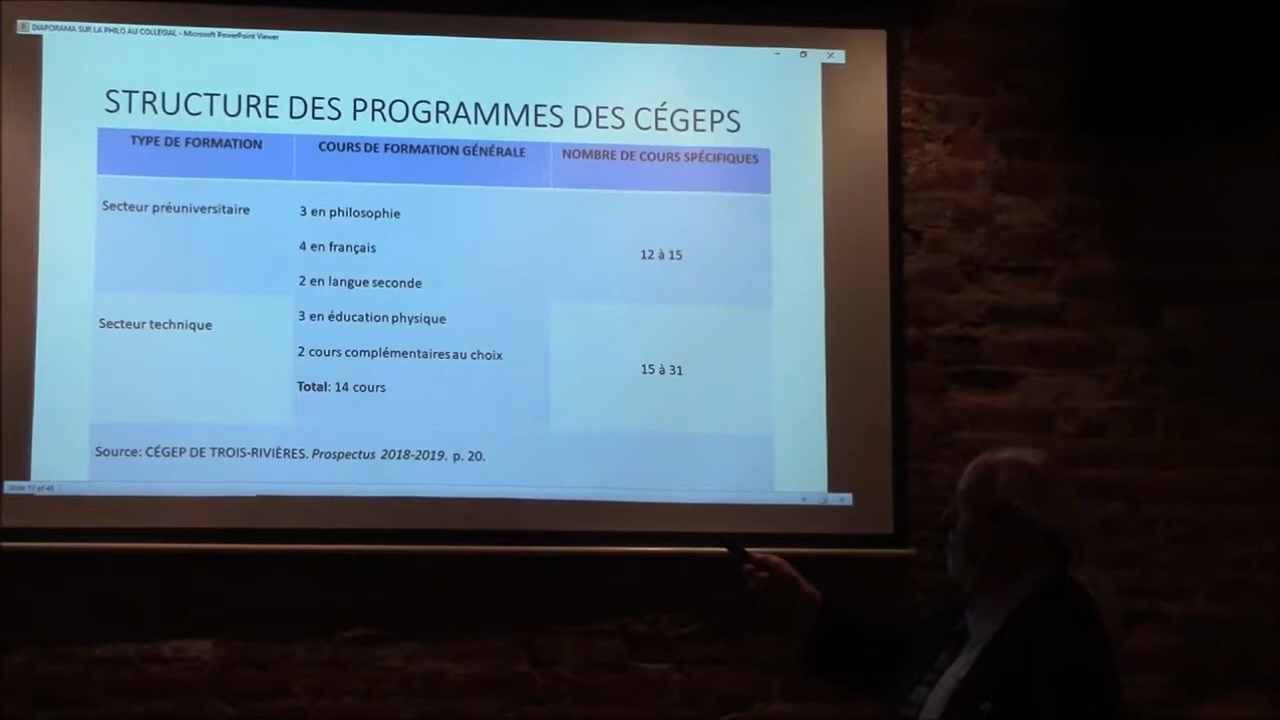 DIAPORAMA SUR LA PHILO AU COLLÉGIAL - Microsoft PowerPoint Viewer
STRUCTURE DES PROGRAMMES DES CÉGEPS
TYPE DE FORMATION
COURS DE FORMATION GÉNÉRALE
NOMBRE DE COURS SPÉCIFIQUES
Secteur préuniversitaire
3 en philosophie
4 en français
2 en langue seconde
12 à 15
Secteur technique
3 en éducation physique
2 cours complémentaires au choix
Total: 14 cours
15 à 31
Source: CÉGEP DE TROIS-RIVIÈRES. Prospectus 2018-2019. p. 20.